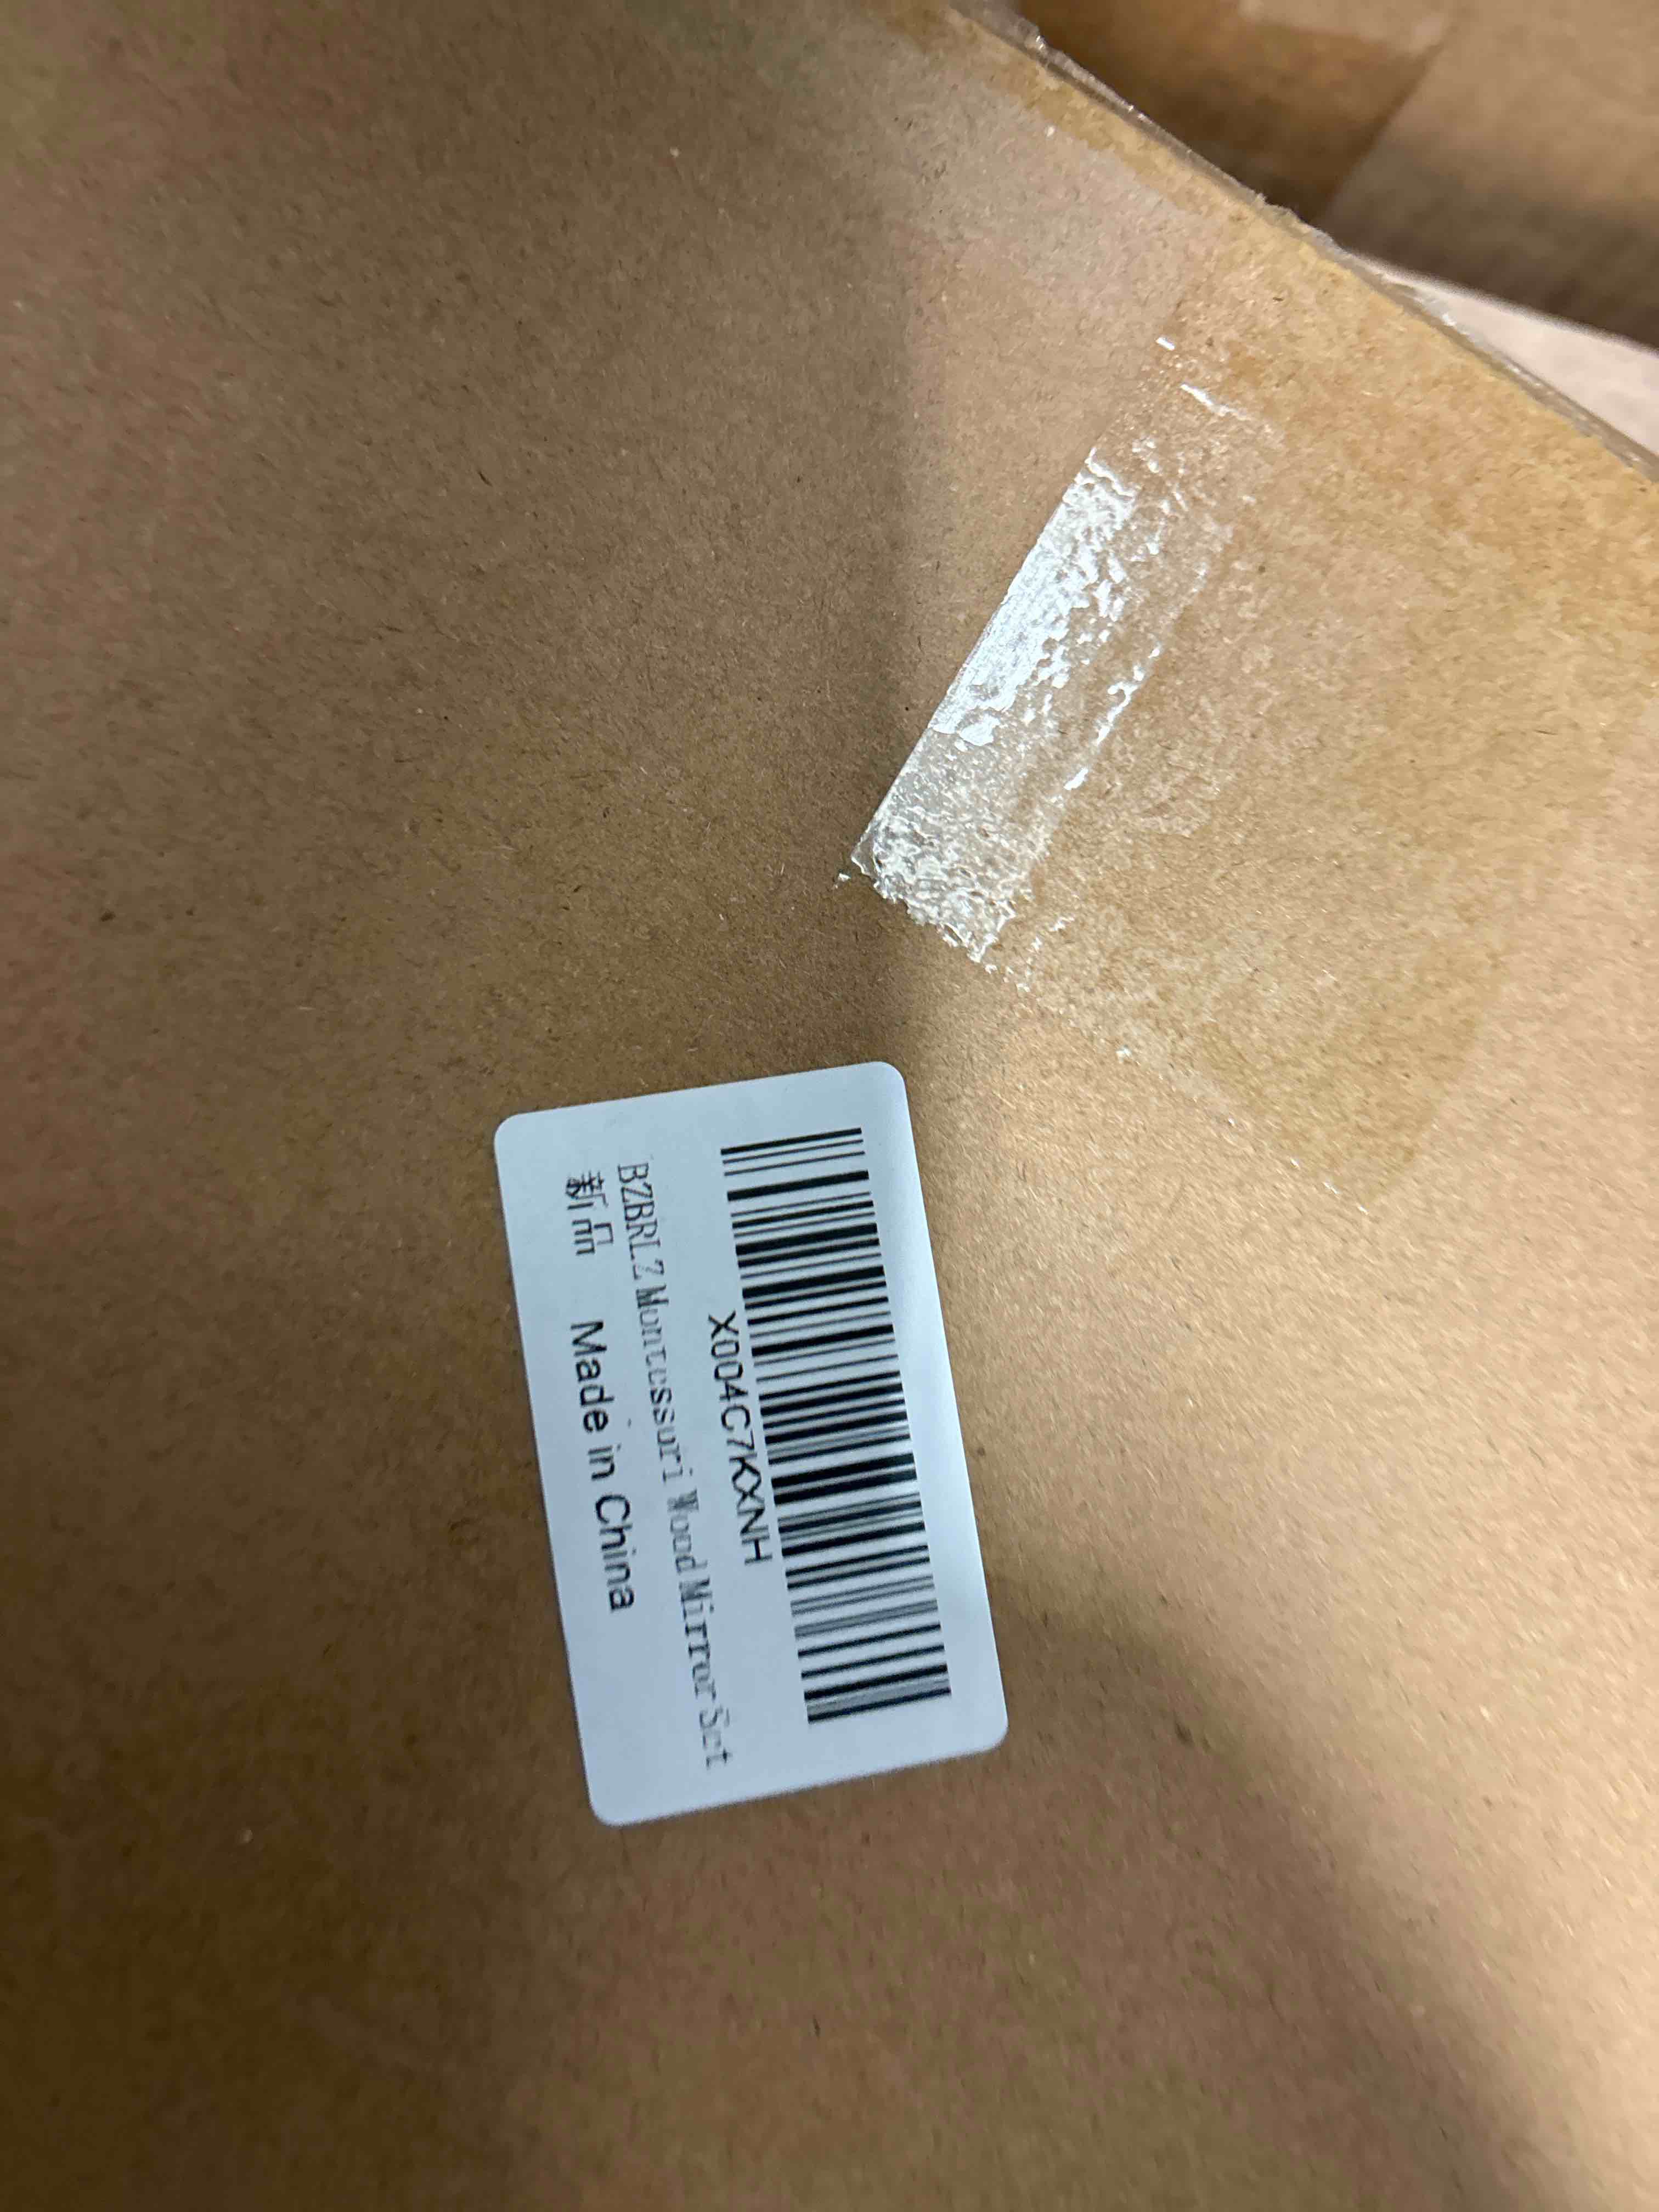 X004C7KXNH
BZBRLZ Montessori Wood Mirror Set
新品 Made in China